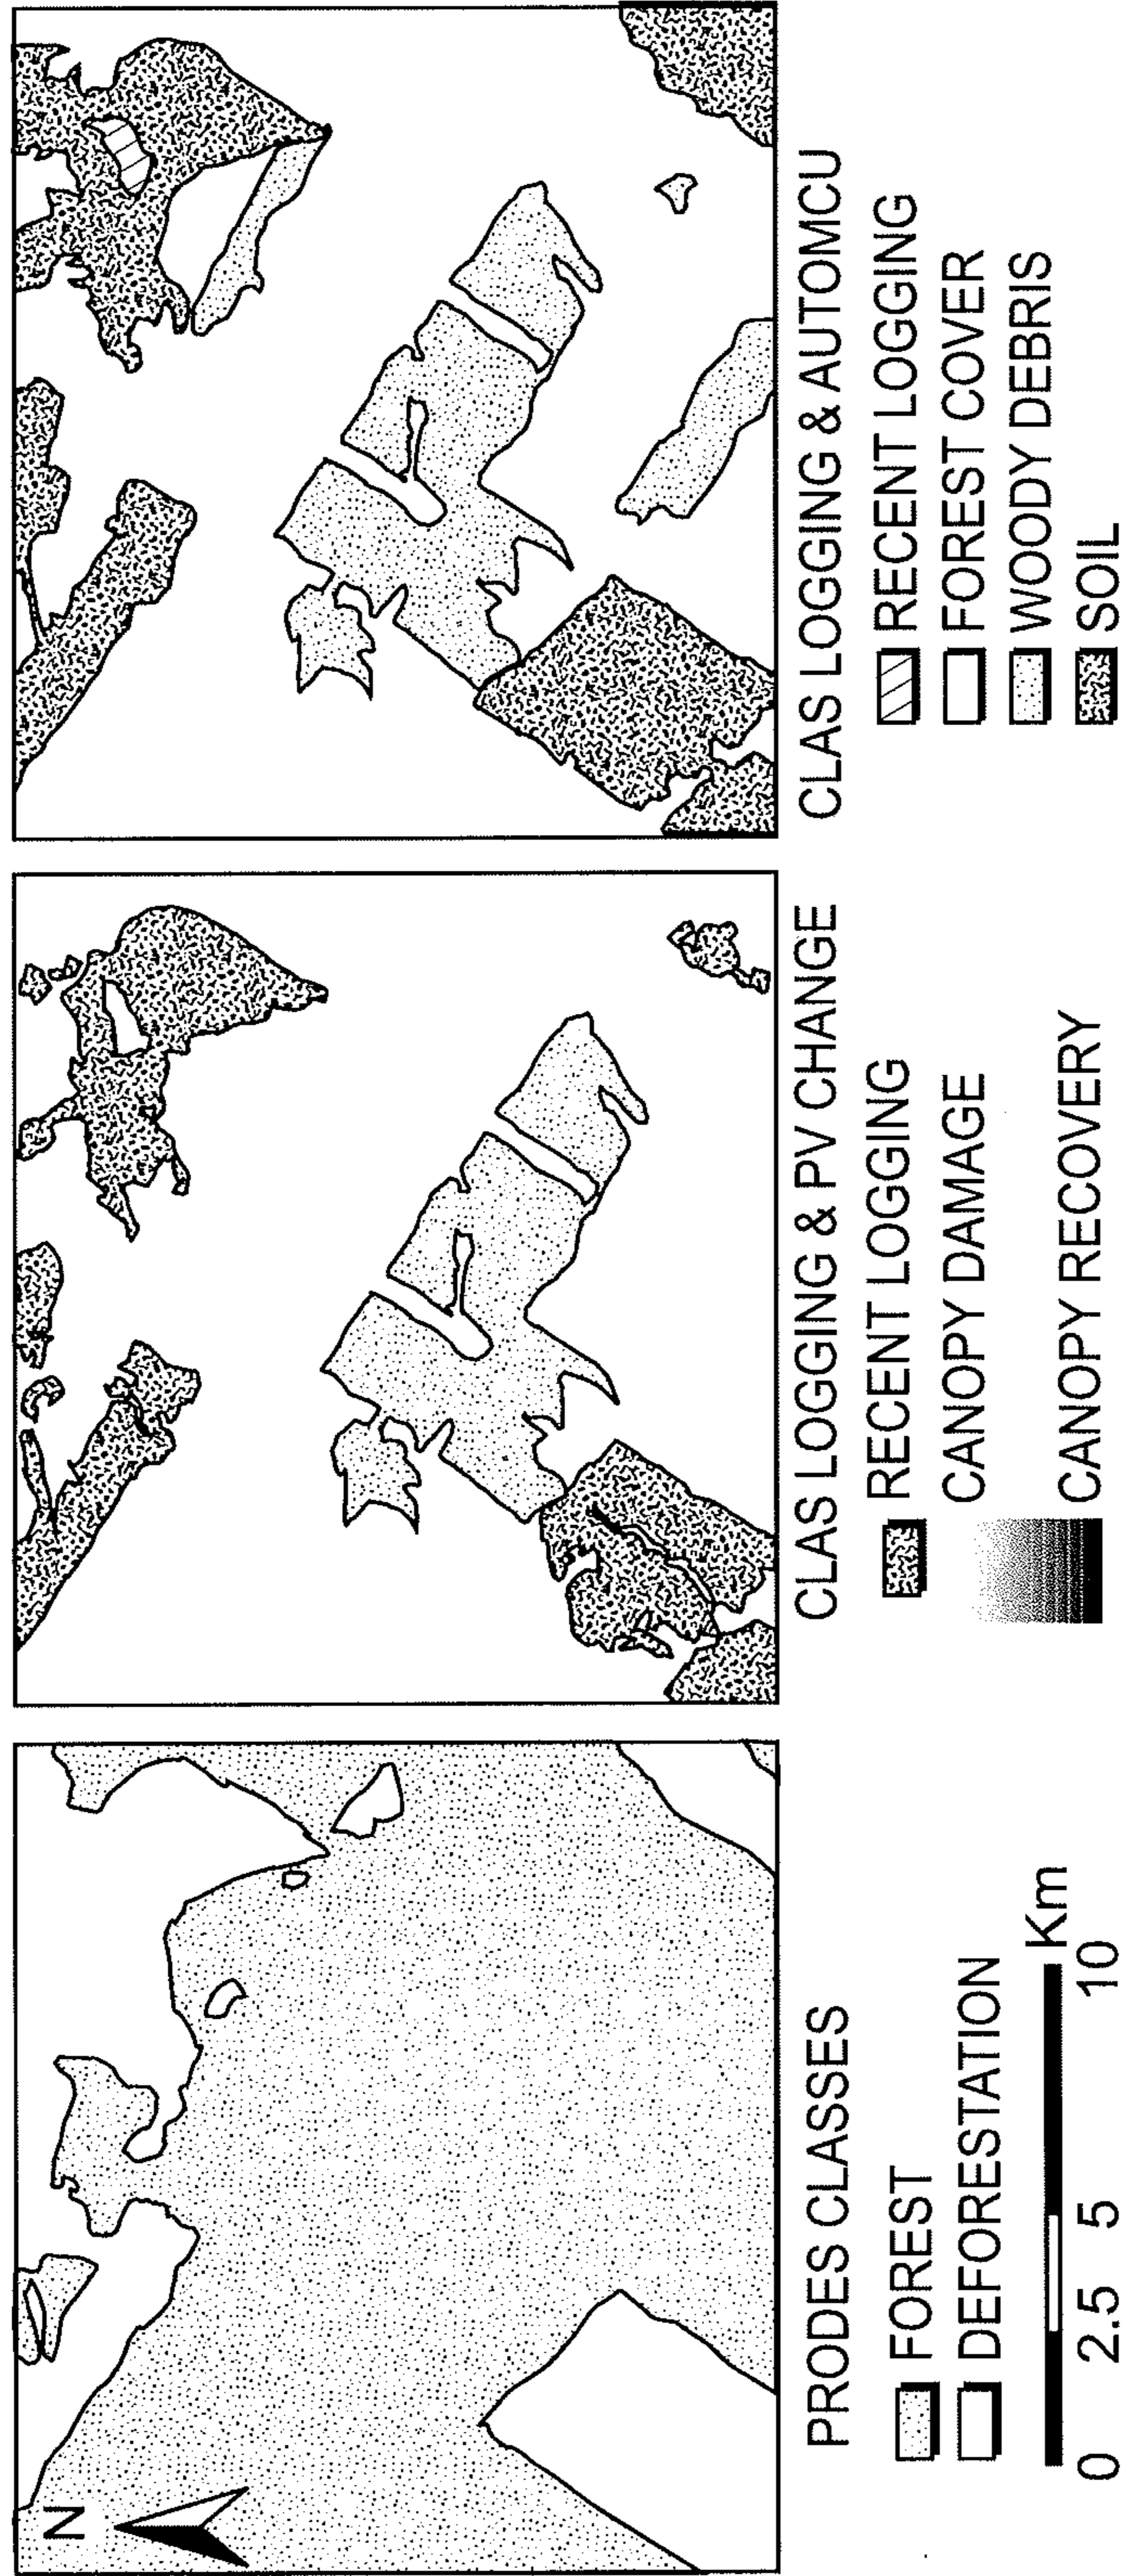 N
PRODES CLASSES
FOREST
DEFORESTATION
Km
0 2.5 5 10
CLAS LOGGING & PV CHANGE
RECENT LOGGING
CANOPY DAMAGE
CANOPY RECOVERY
CLAS LOGGING & AUTOMCU
RECENT LOGGING
FOREST COVER
WOODY DEBRIS
SOIL